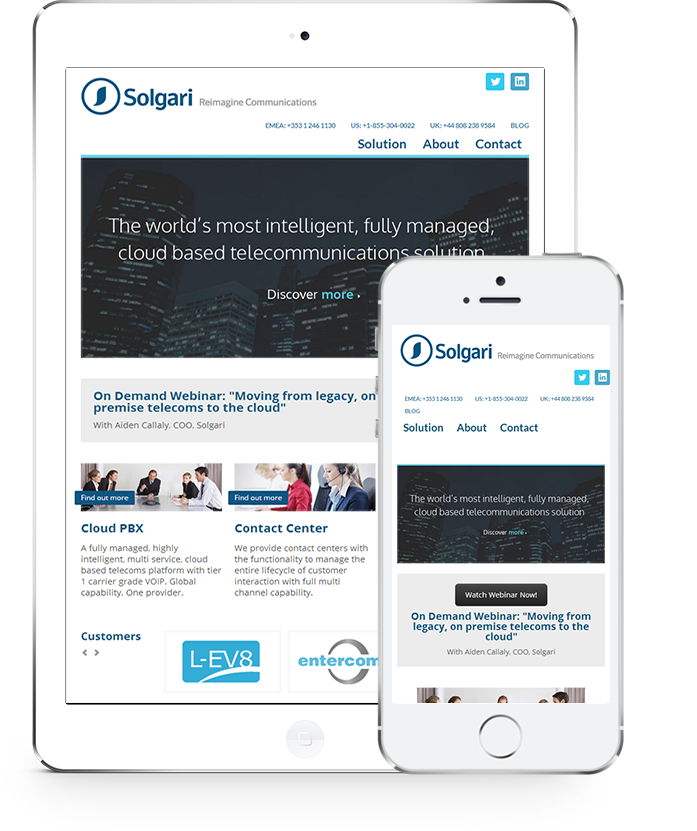 Solgari Reimagine Communications
EMEA: +353 1 246 1130 US: +1-855-304-0022 UK: +44 808 238 9584 BLOG
Solution About Contact
The world's most intelligent, fully managed,
cloud based telecommunications solution
Discover more
On Demand Webinar: "Moving from legacy, on
premise telecoms to the cloud"
With Aiden Callaly, COO, Solgari
Find out more
Cloud PBX
A fully managed, highly
intelligent, multi service, cloud
based telecoms platform with tier
1 carrier grade VOIP. Global
capability. One provider.
Find out more
Contact Center
We provide contact centers with
the functionality to manage the
entire lifecycle of customer
interaction with full multi
channel capability.
Customers
L-EV8
entercom
Solgari Reimagine Communications
EMEA: +353 1 246 1130 US: +1-855-304-0022 UK: +44 808 238 9584
BLOG
Solution About Contact
The world's most intelligent, fully managed,
cloud based telecommunications solution
Discover more
Watch Webinar Now!
On Demand Webinar: "Moving from
legacy, on premise telecoms to the
cloud"
With Aiden Callaly, COO, Solgari